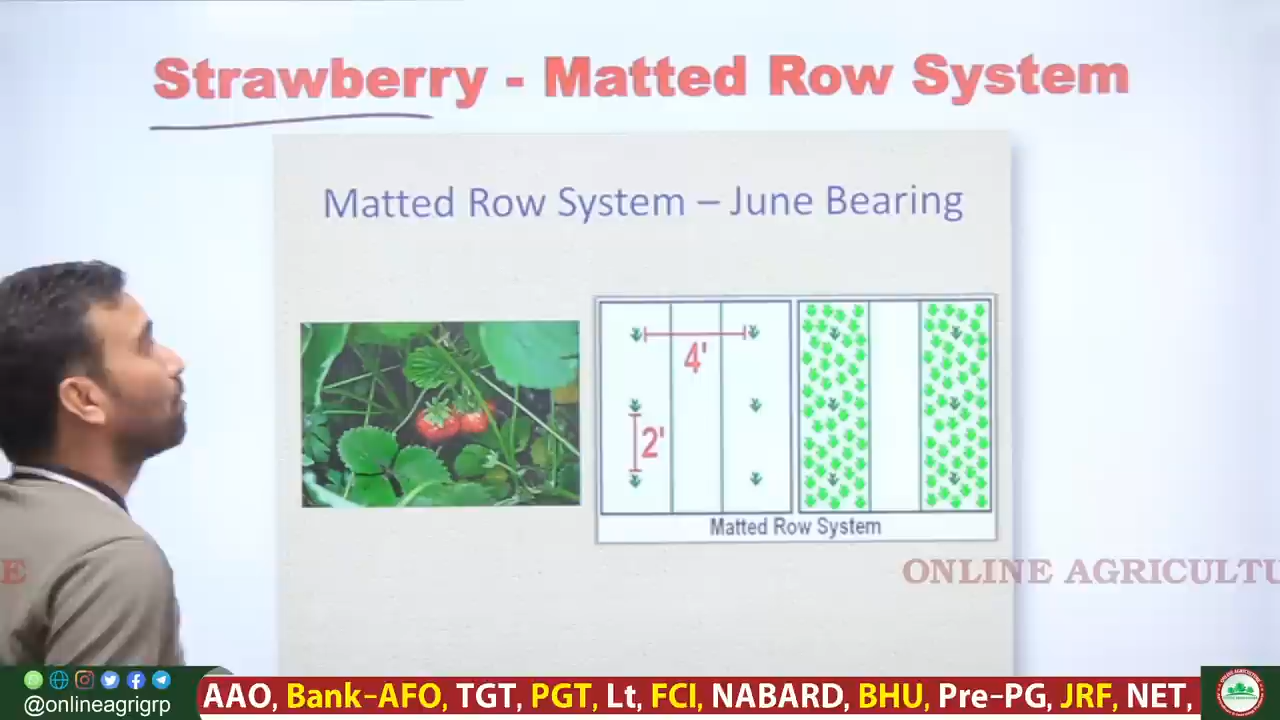 Strawberry - Matted Row System
Matted Row System – June Bearing
4'
2'
Matted Row System
E
ONLINE AGRICULTU
@onlineagrigrp
AAO, Bank-AFO, TGT, PGT, Lt, FCI, NABARD, BHU, Pre-PG, JRF, NET,